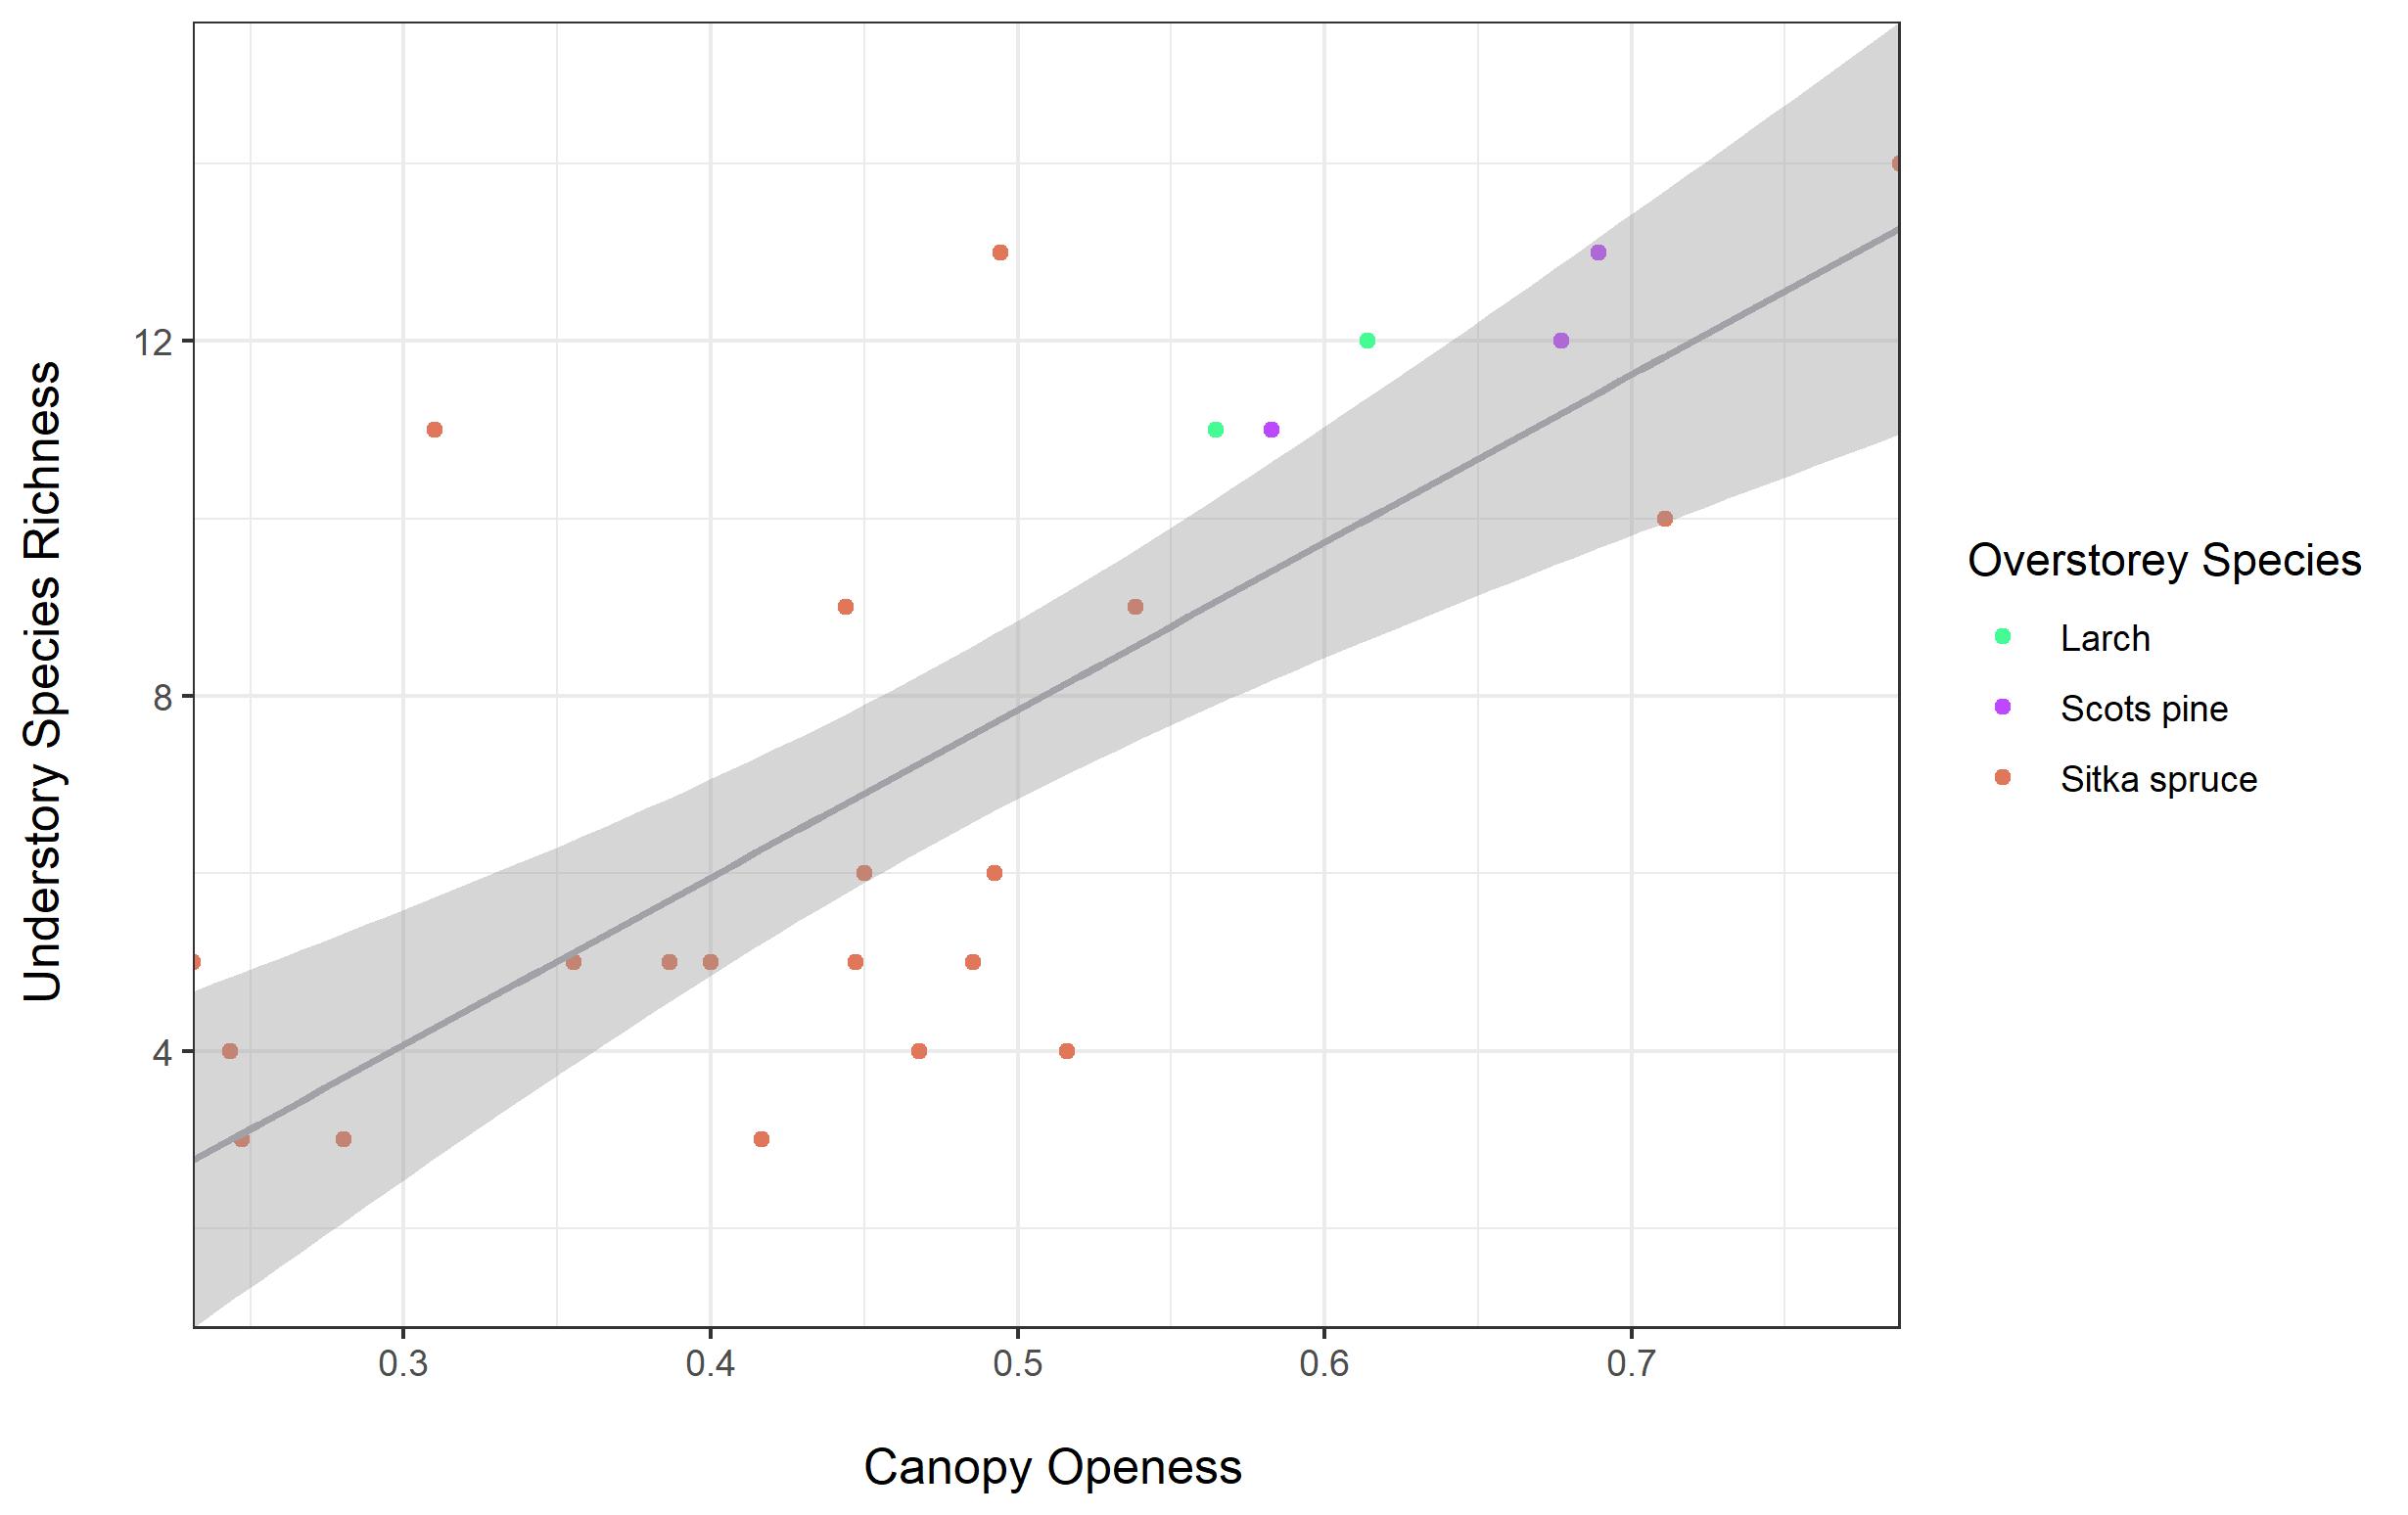 Understory Species Richness
12
8
4
0.3 0.4 0.5 0.6 0.7
Canopy Openess
Overstorey Species
Larch
Scots pine
Sitka spruce